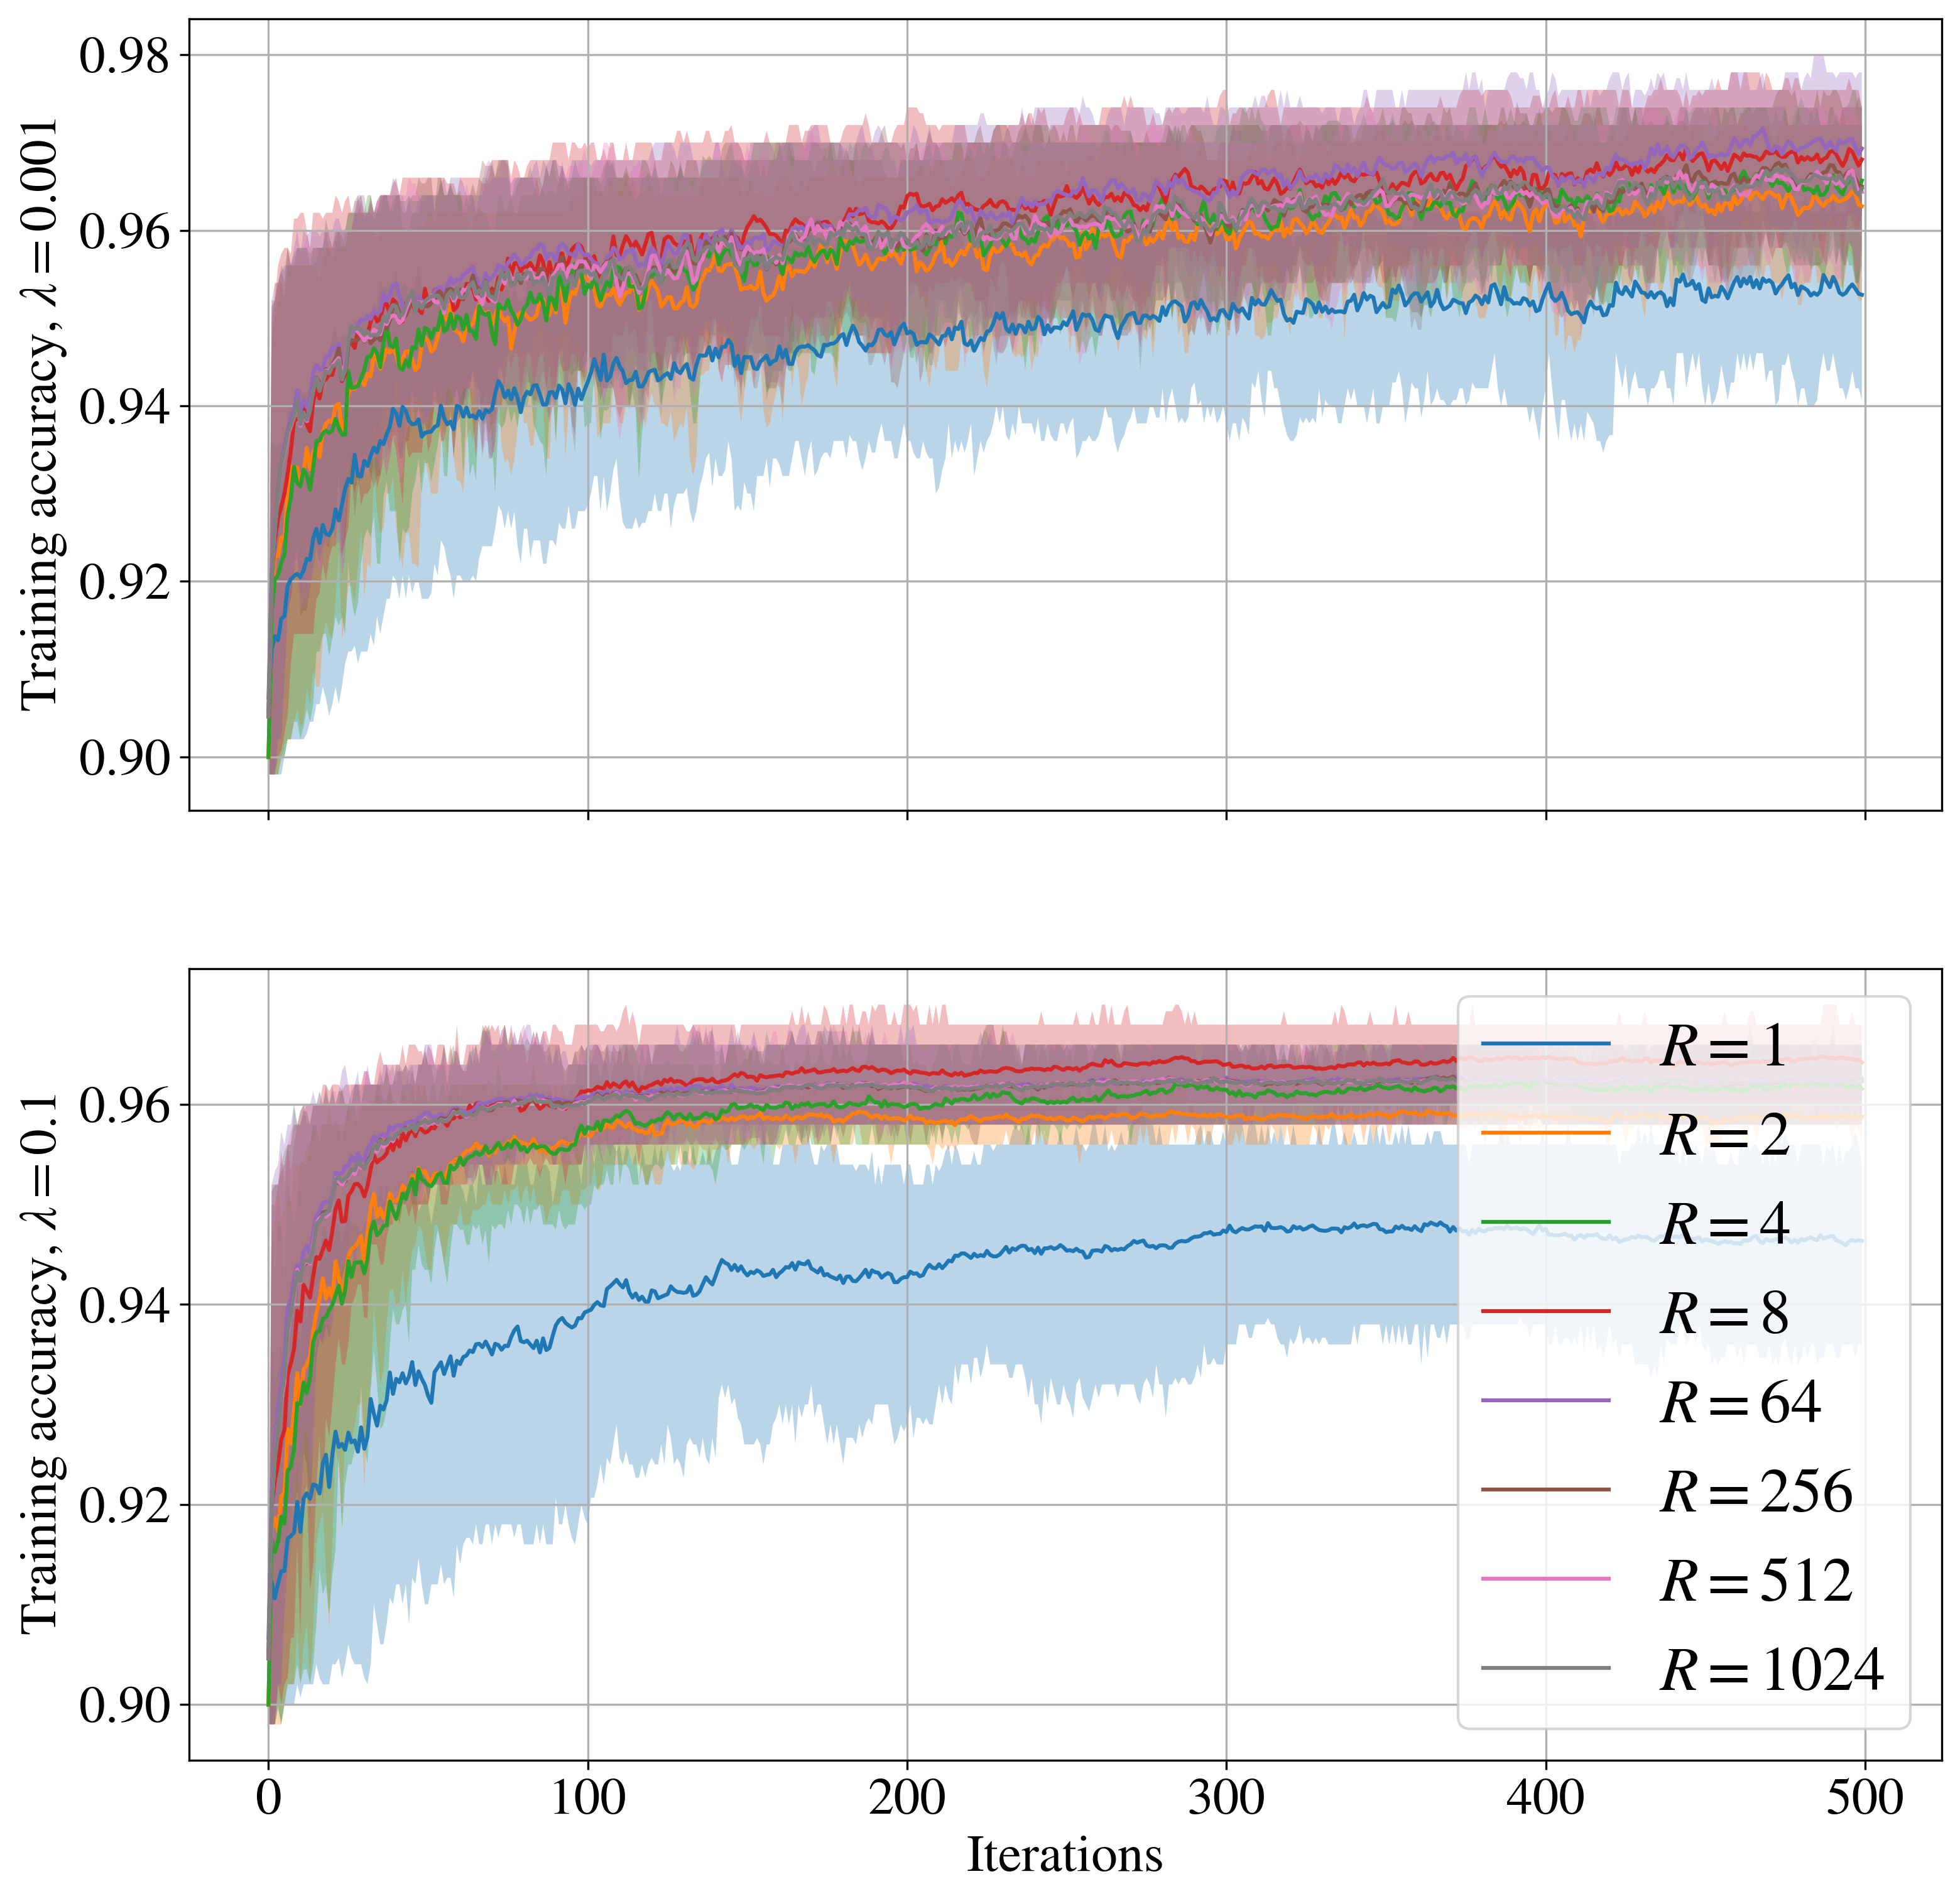 Training accuracy, λ=0.001
0.98
0.96
0.94
0.92
0.90
Training accuracy, λ=0.1
0.96
0.94
0.92
0.90
R=1
R=2
R=4
R=8
R=64
R=256
R=512
R=1024
0 100 200 300 400 500
Iterations